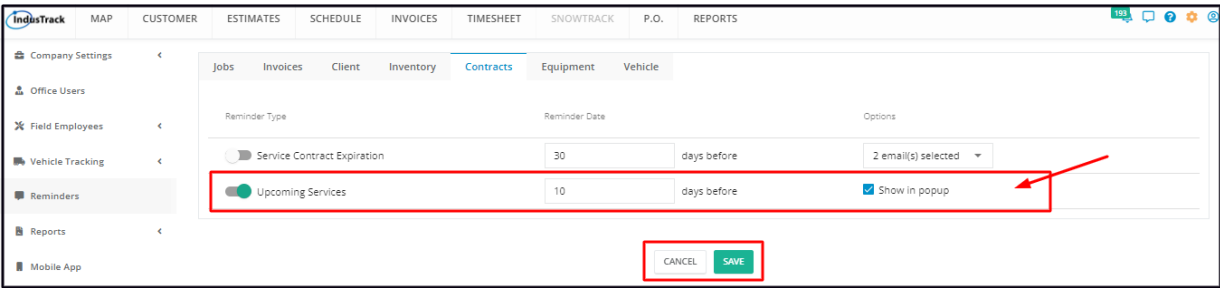 IndusTrack MAP CUSTOMER ESTIMATES SCHEDULE INVOICES TIMESHEET SNOWTRACK P.O. REPORTS 193
Company Settings
Office Users
Field Employees
Vehicle Tracking
Reminders
Reports
Mobile App
Jobs Invoices Client Inventory Contracts Equipment Vehicle
Reminder Type Reminder Date Options
Service Contract Expiration 30 days before 2 email(s) selected
Upcoming Services 10 days before Show in popup
CANCEL SAVE